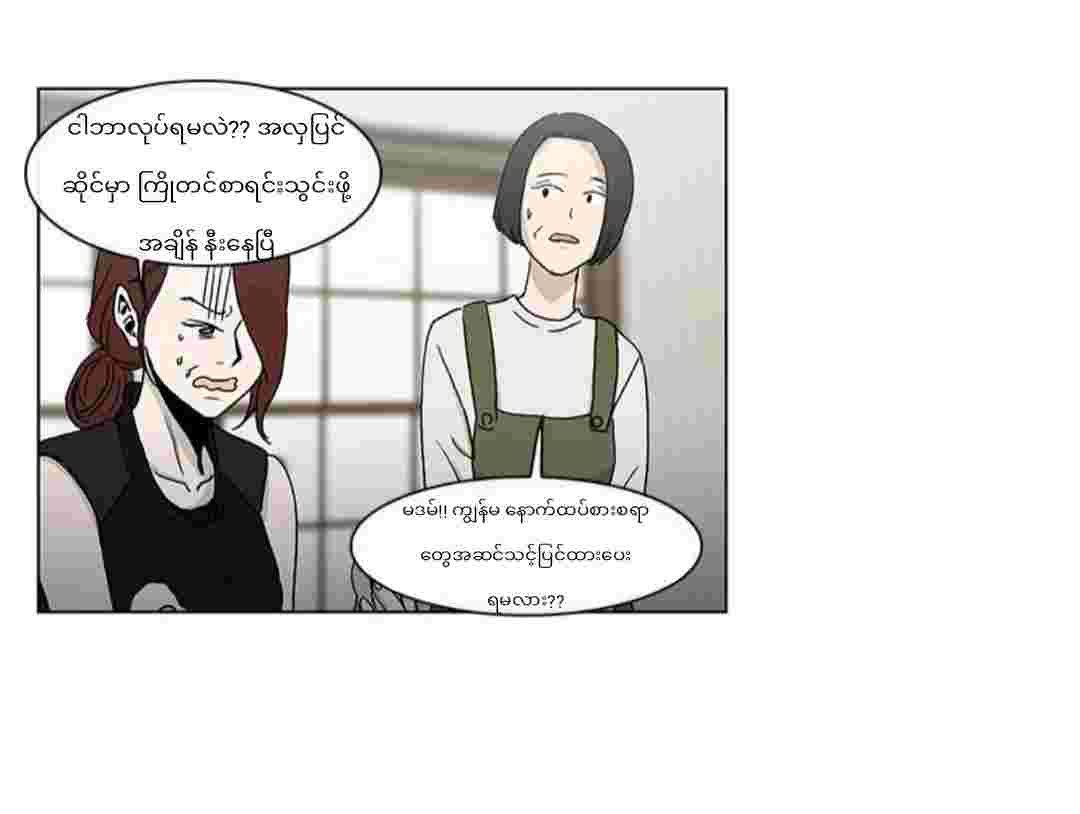 ငါဘာလုပ်ရမလဲ?? အလှပြင်
ဆိုင်မှာ ကြိုတင်စာရင်းသွင်းဖို့
အချိန် နီးနေပြီ
မဒမ်!! ကျွန်မ နောက်ထပ်စားစရာ
တွေအဆင်သင့်ပြင်ထားပေး
ရမလား??